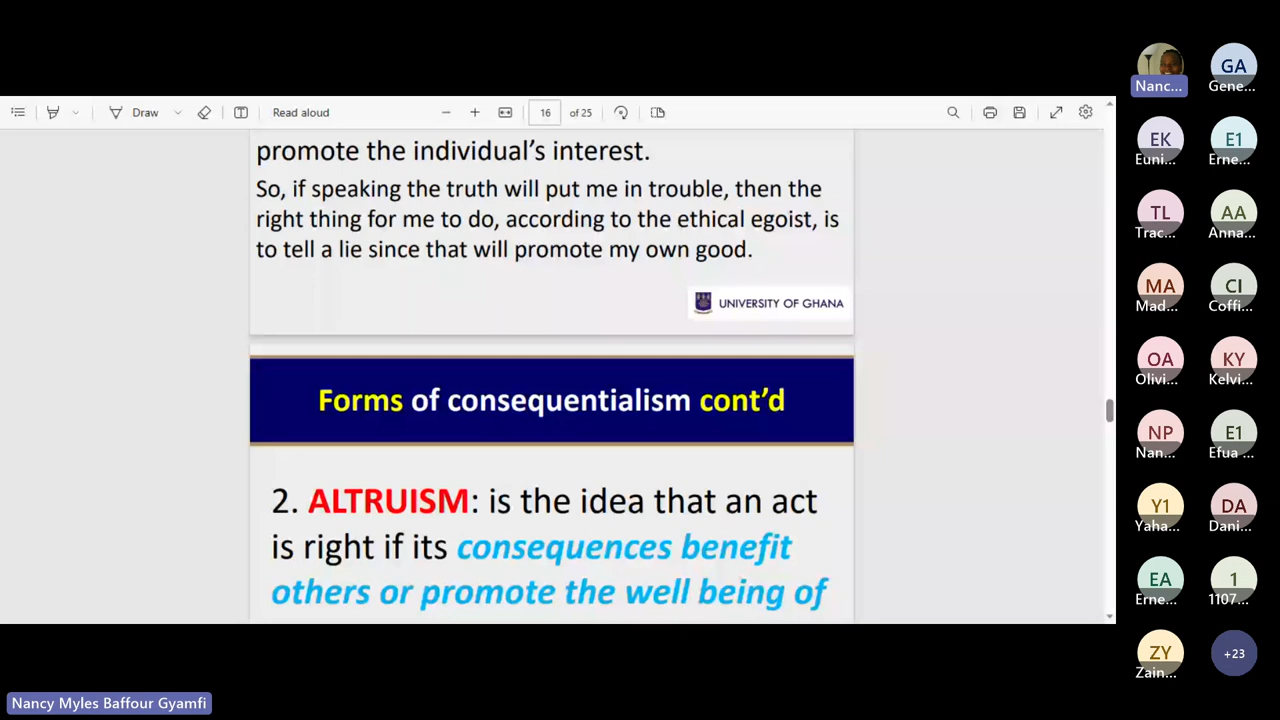 Draw
Read aloud
16 of 25
promote the individual's interest.
So, if speaking the truth will put me in trouble, then the
right thing for me to do, according to the ethical egoist, is
to tell a lie since that will promote my own good.
UNIVERSITY OF GHANA
Forms of consequentialism cont'd
2. ALTRUISM: is the idea that an act
is right if its consequences benefit
others or promote the well being of
Nanc...
GA
Gene...
EK
Euni...
E1
Erne...
TL
Trac...
AA
Anna...
MA
Mad...
CI
Coffi...
OA
Olivi...
KY
Kelvi...
NP
Nan...
E1
Efua ...
Y1
Yaha...
DA
Dani...
EA
Erne...
1
1107...
ZY
Zain...
+23
Nancy Myles Baffour Gyamfi